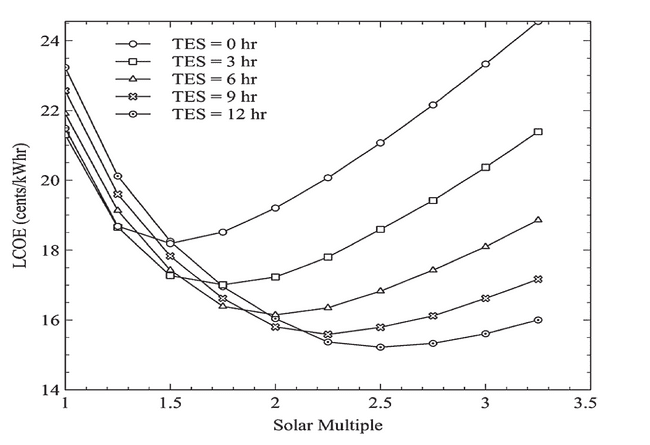 24
22
20
18
16
14
LCOE (cents/kWhr)
TES = 0 hr
TES = 3 hr
TES = 6 hr
TES = 9 hr
TES = 12 hr
1 1.5 2 2.5 3 3.5
Solar Multiple